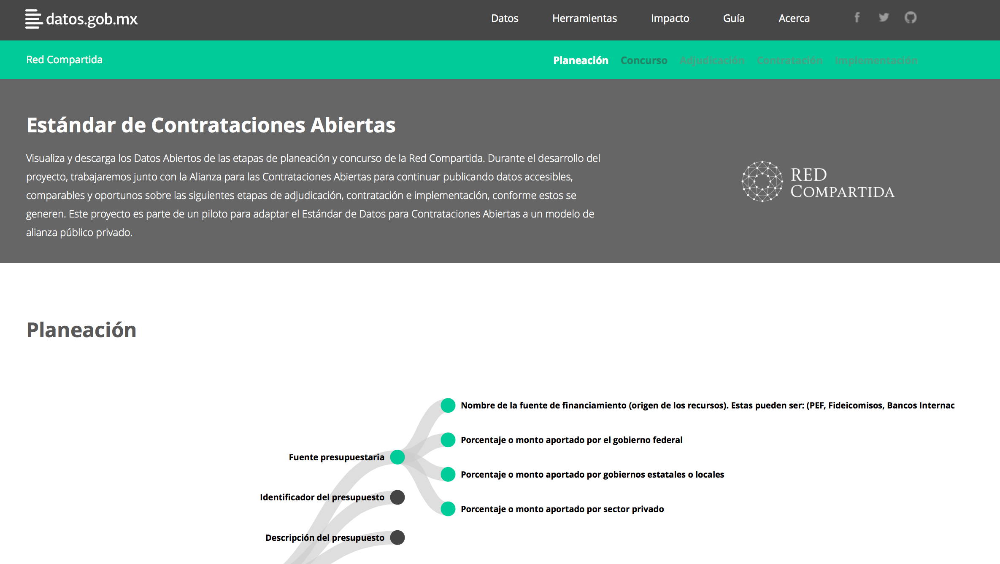 datos.gob.mx
Datos Herramientas Impacto Guía Acerca
Red Compartida
Planeación Concurso Adjudicación Contratación Implementación
Estándar de Contrataciones Abiertas
Visualiza y descarga los Datos Abiertos de las etapas de planeación y concurso de la Red Compartida. Durante el desarrollo del
proyecto, trabajaremos junto con la Alianza para las Contrataciones Abiertas para continuar publicando datos accesibles,
comparables y oportunos sobre las siguientes etapas de adjudicación, contratación e implementación, conforme estos se
generen. Este proyecto es parte de un piloto para adaptar el Estándar de Datos para Contrataciones Abiertas a un modelo de
alianza público privado.
RED
COMPARTIDA
Planeación
Nombre de la fuente de financiamiento (origen de los recursos). Estas pueden ser: (PEF, Fideicomisos, Bancos Internac
Porcentaje o monto aportado por el gobierno federal
Fuente presupuestaria
Porcentaje o monto aportado por gobiernos estatales o locales
Identificador del presupuesto
Porcentaje o monto aportado por sector privado
Descripción del presupuesto